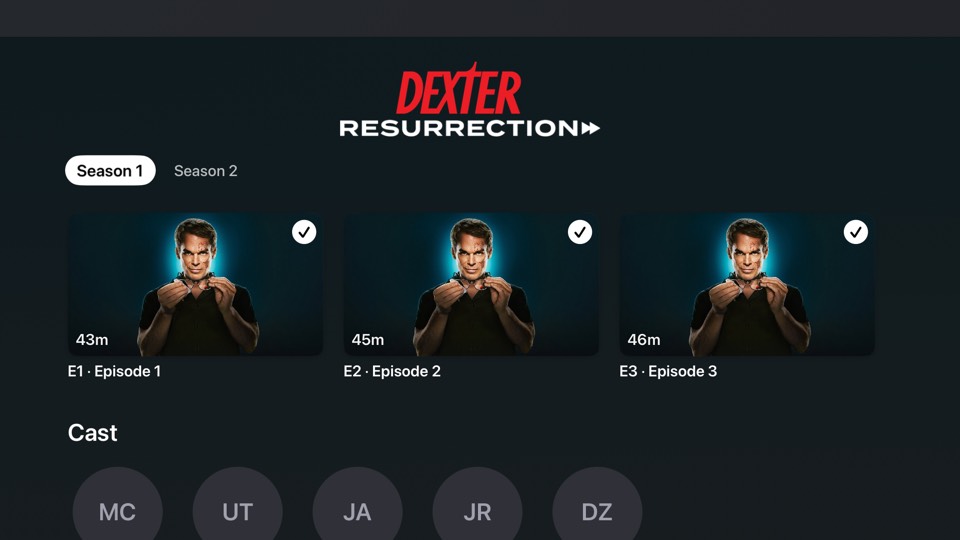 DEXTER
RESURRECTION
Season 1 Season 2
43m 45m 46m
E1 · Episode 1 E2 · Episode 2 E3 · Episode 3
Cast
MC UT JA JR DZ